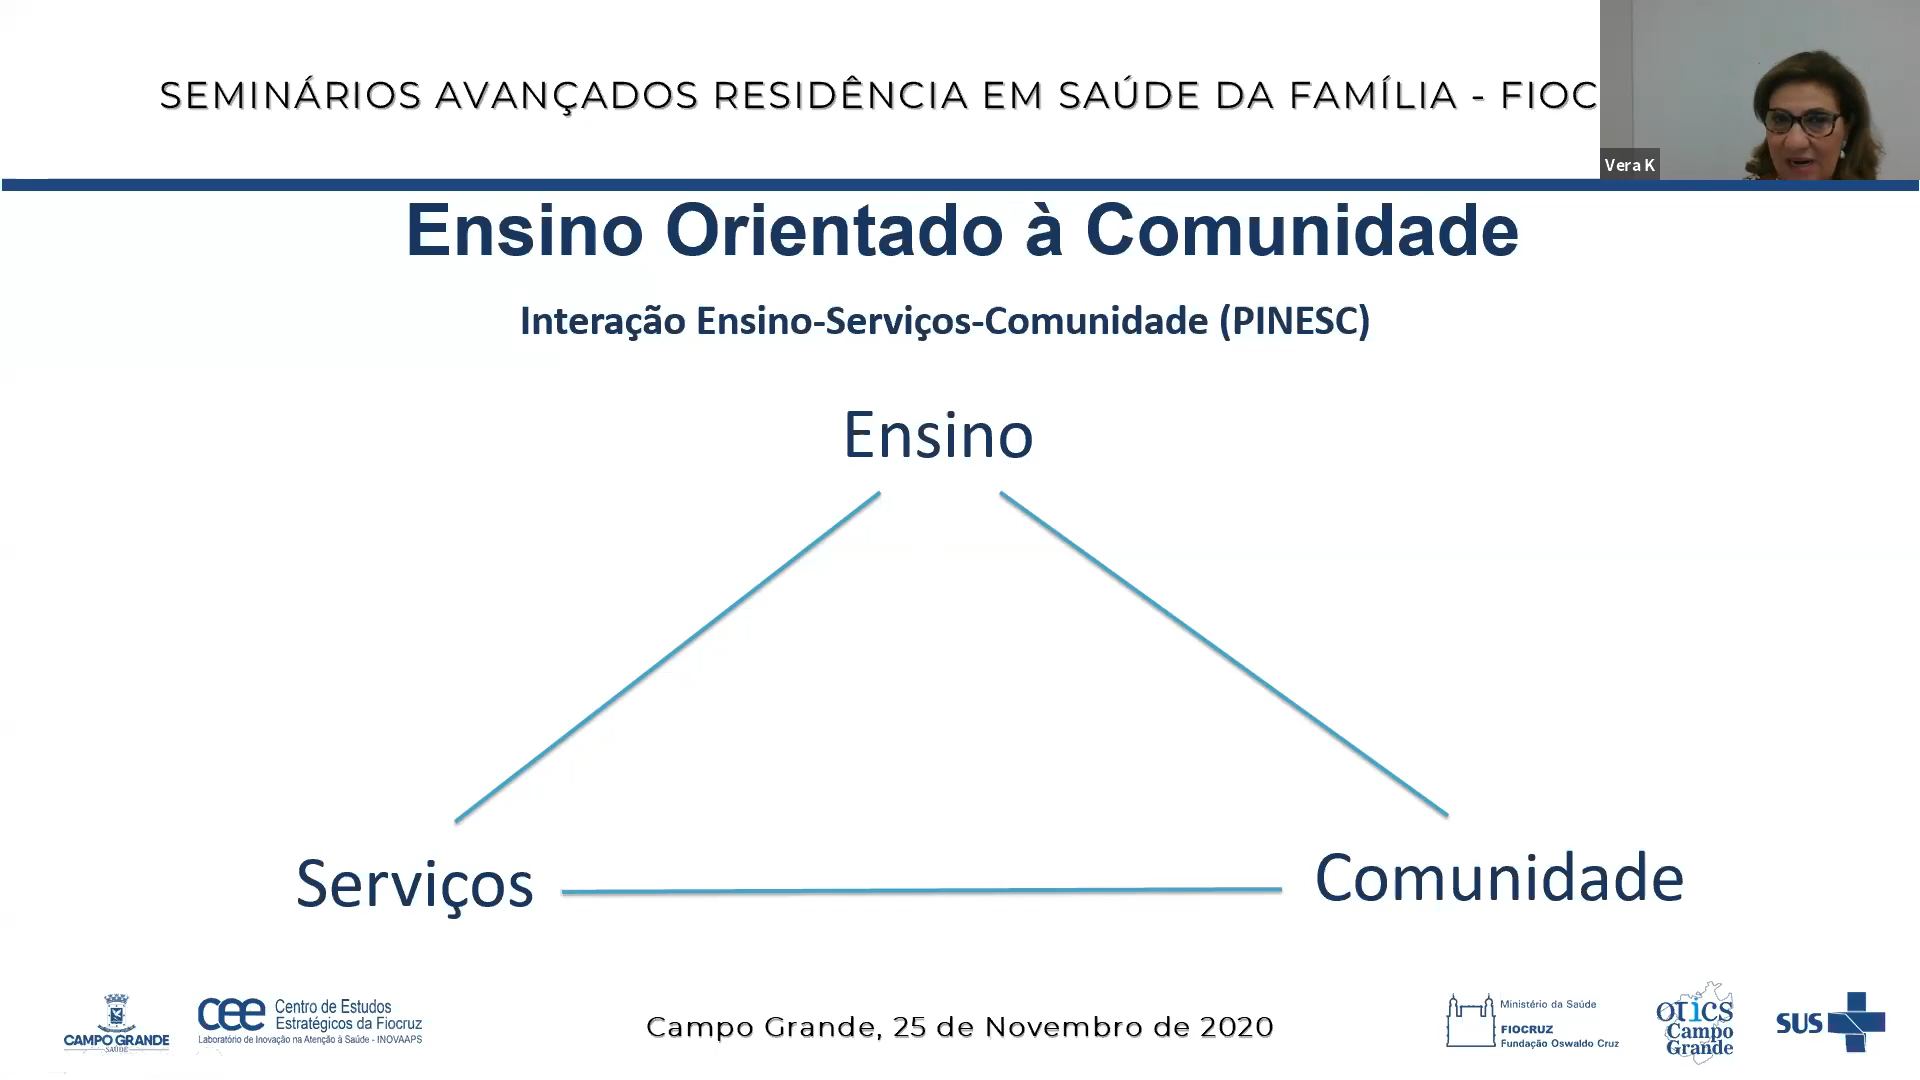 SEMINÁRIOS AVANÇADOS RESIDÊNCIA EM SAÚDE DA FAMÍLIA - FIOC
Vera K
Ensino Orientado à Comunidade
Interação Ensino-Serviços-Comunidade (PINESC)
Ensino
Serviços
Comunidade
CAMPO GRANDE
SAÚDE
cee
Centro de Estudos
Estratégicos da Fiocruz
Laboratório de Inovação na Atenção à Saúde - INOVAAPS
Campo Grande, 25 de Novembro de 2020
Ministério da Saúde
FIOCRUZ
Fundação Oswaldo Cruz
OTICS
Campo
Grande
SUS